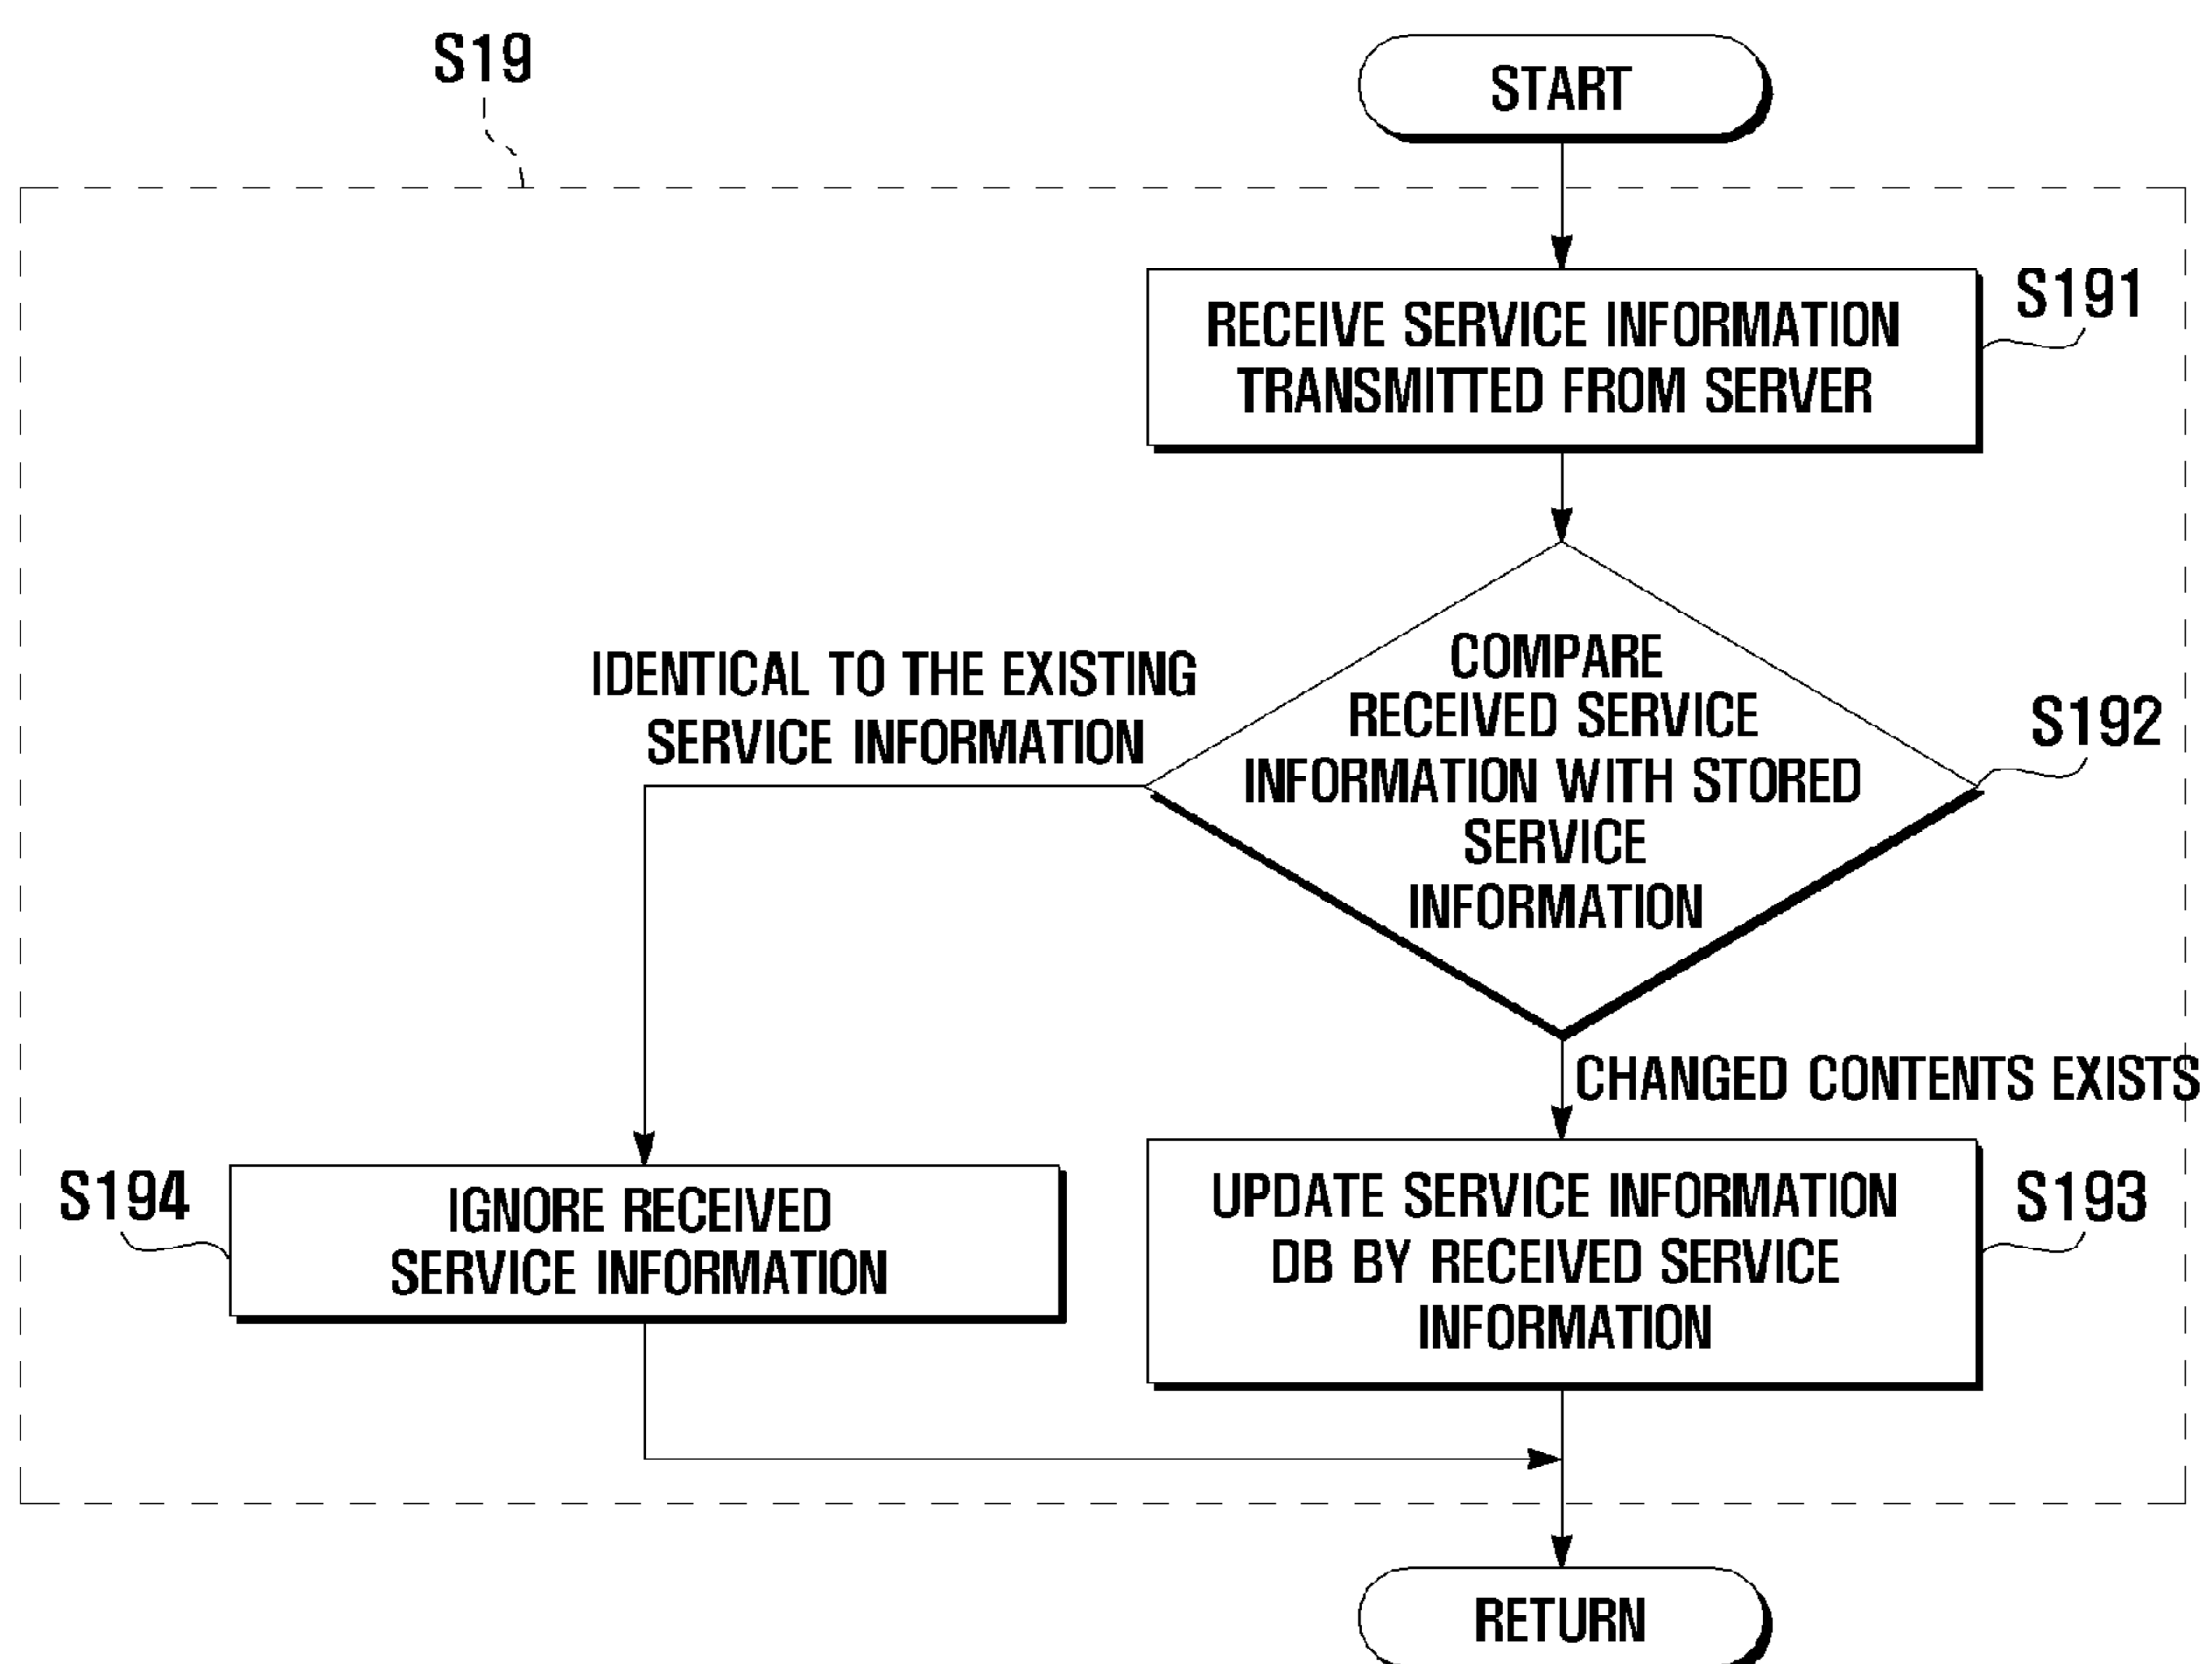 S19
START
RECEIVE SERVICE INFORMATION
TRANSMITTED FROM SERVER
S191
COMPARE
RECEIVED SERVICE
INFORMATION WITH STORED
SERVICE
INFORMATION
S192
IDENTICAL TO THE EXISTING
SERVICE INFORMATION
CHANGED CONTENTS EXISTS
S194
IGNORE RECEIVED
SERVICE INFORMATION
UPDATE SERVICE INFORMATION
DB BY RECEIVED SERVICE
INFORMATION
S193
RETURN